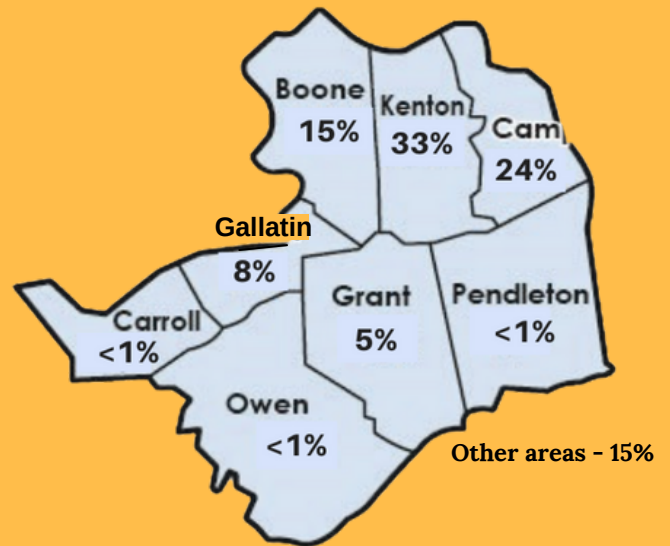 Boone
15%
Kenton
33%
Cam
24%
Gallatin
8%
Grant
5%
Pendleton
<1%
Carroll
<1%
Owen
<1%
Other areas - 15%